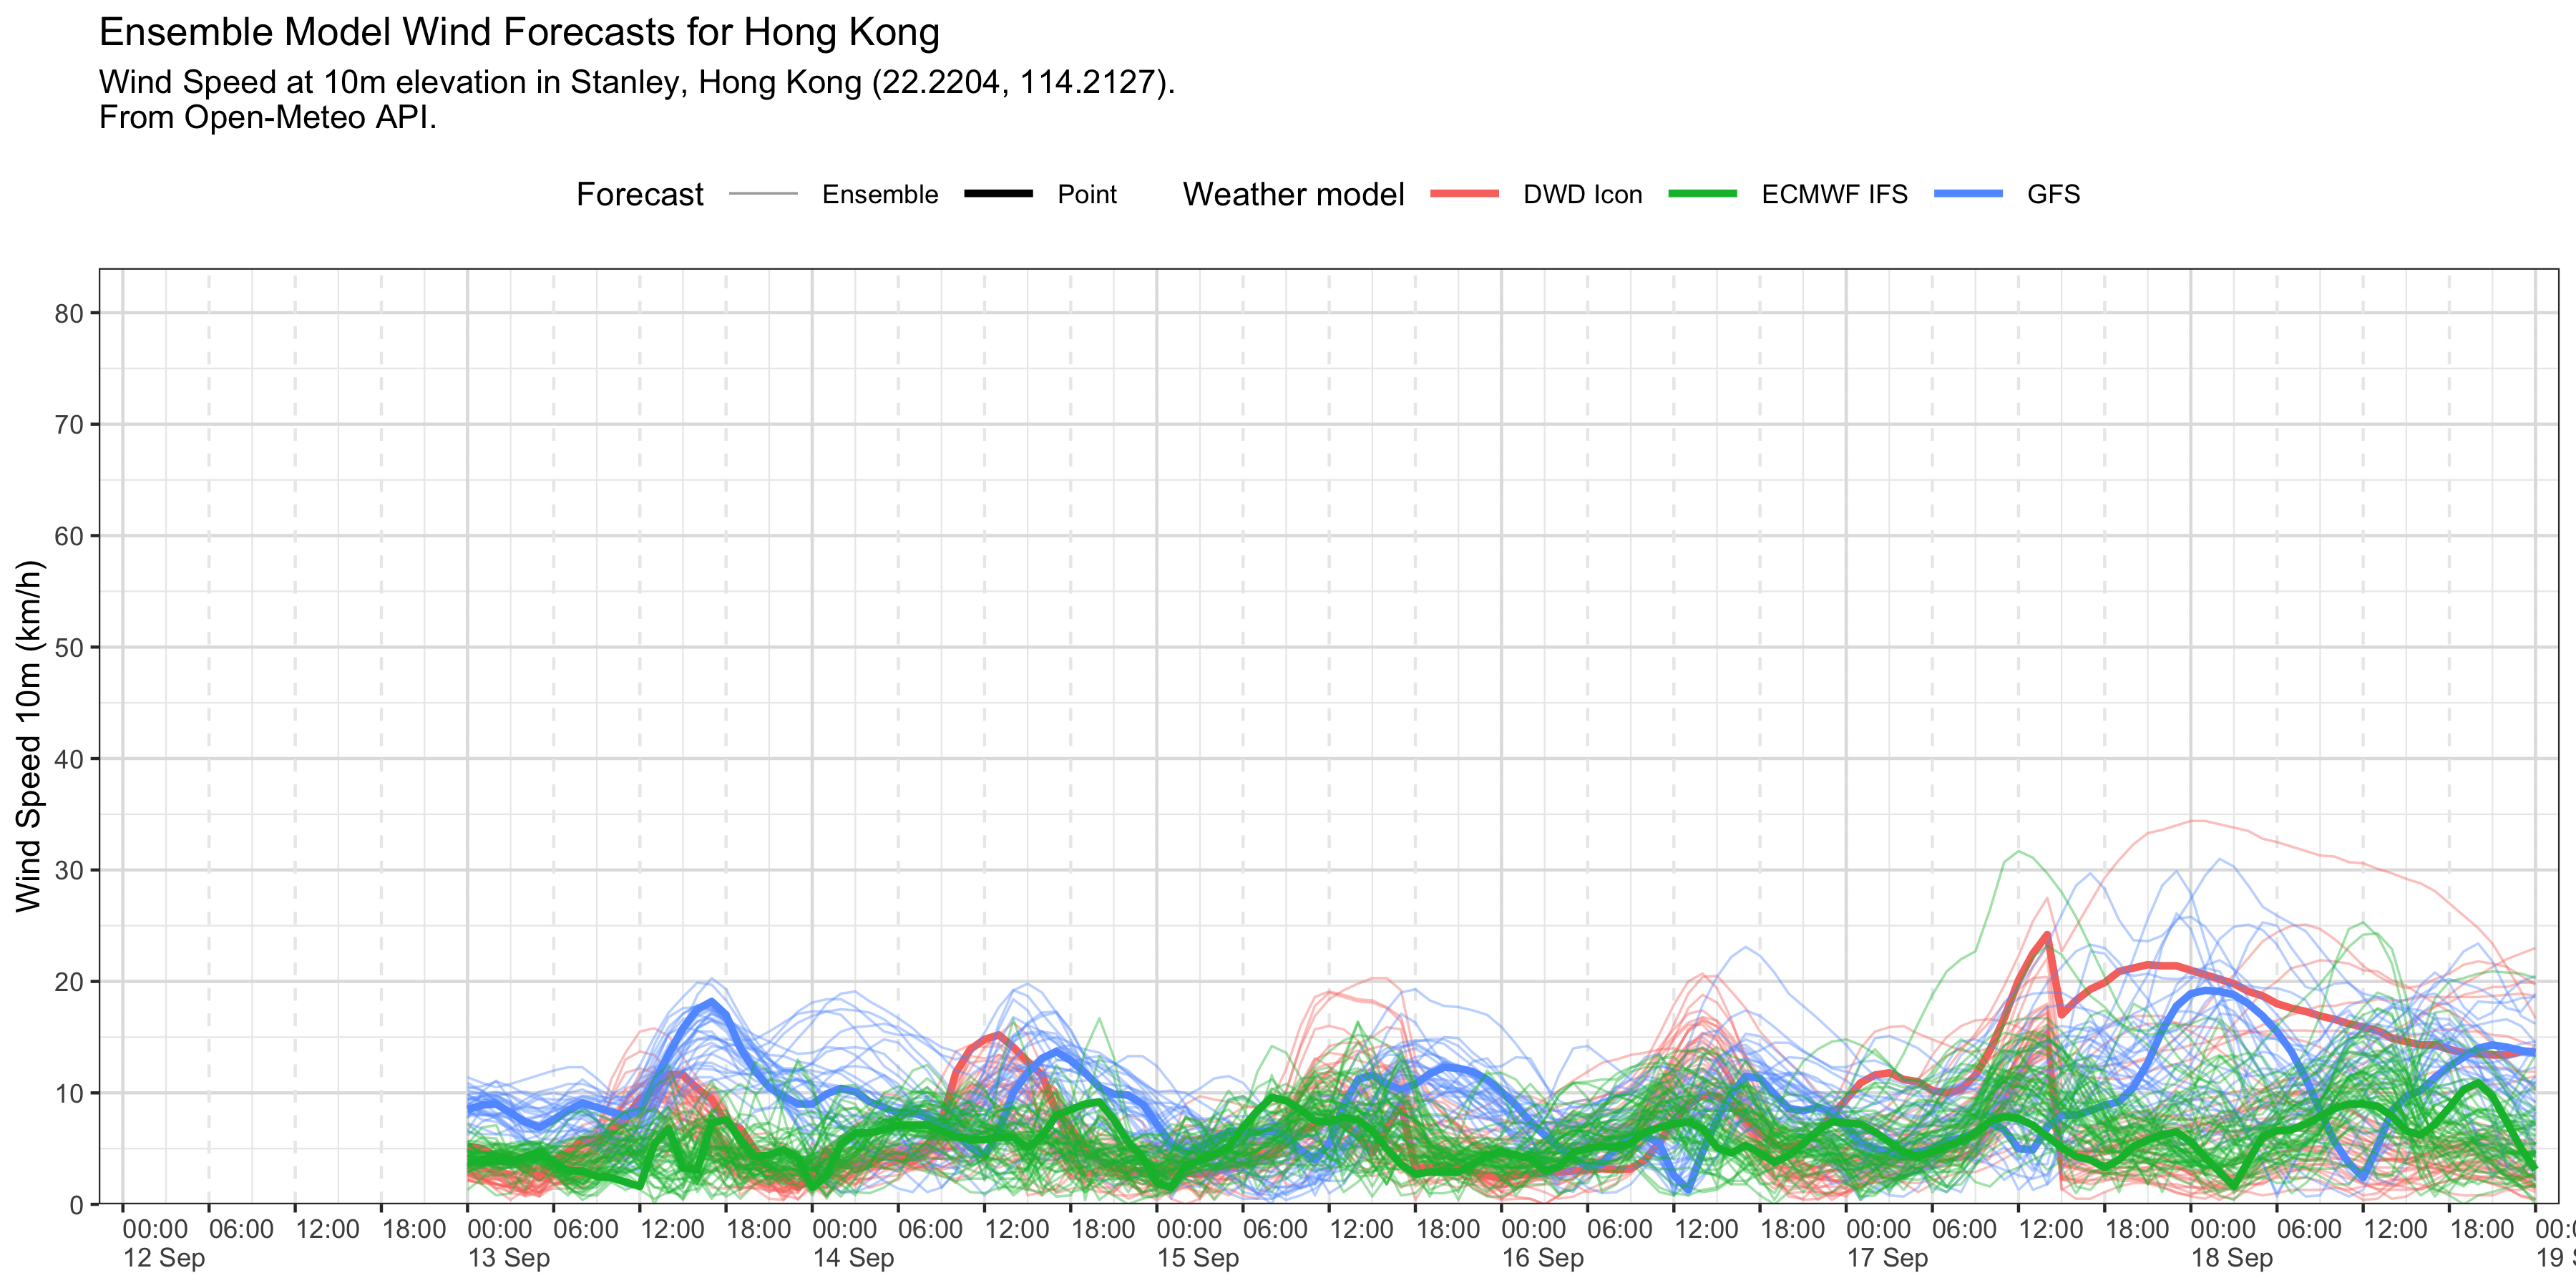 Ensemble Model Wind Forecasts for Hong Kong
Wind Speed at 10m elevation in Stanley, Hong Kong (22.2204, 114.2127).
From Open-Meteo API.
Forecast Ensemble Point Weather model DWD Icon ECMWF IFS GFS
Wind Speed 10m (km/h)
80
70
60
50
40
30
20
10
0
00:00 06:00 12:00 18:00 00:00 06:00 12:00 18:00 00:00 06:00 12:00 18:00 00:00 06:00 12:00 18:00 00:00 06:00 12:00 18:00 00:00 06:00 12:00 18:00 00:00 06:00 12:00 18:00 00:0
12 Sep 13 Sep 14 Sep 15 Sep 16 Sep 17 Sep 18 Sep 19 S